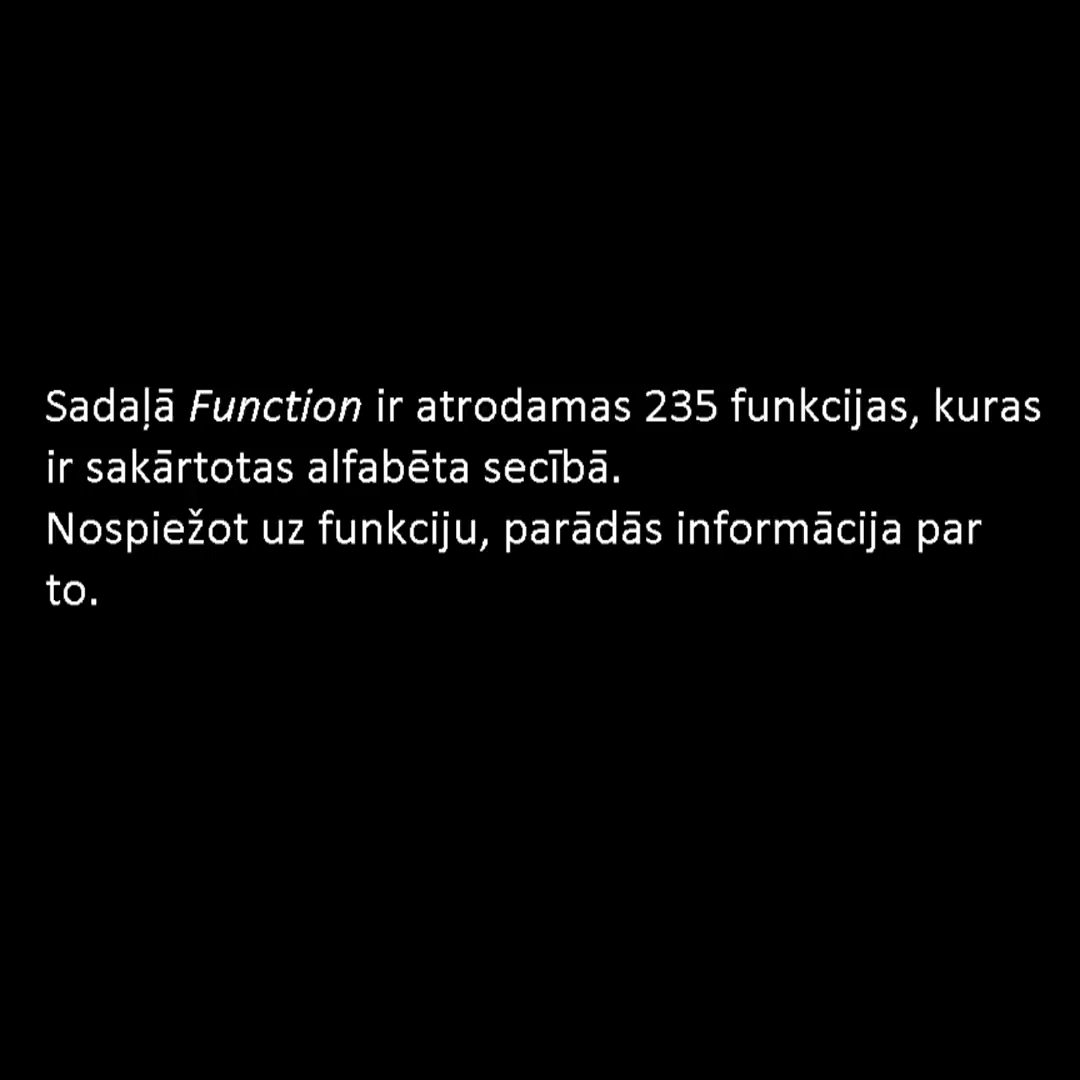 Sadaļā Function ir atrodamas 235 funkcijas, kuras
ir sakārtotas alfabēta secībā.
Nospiežot uz funkciju, parādās informācija par
to.